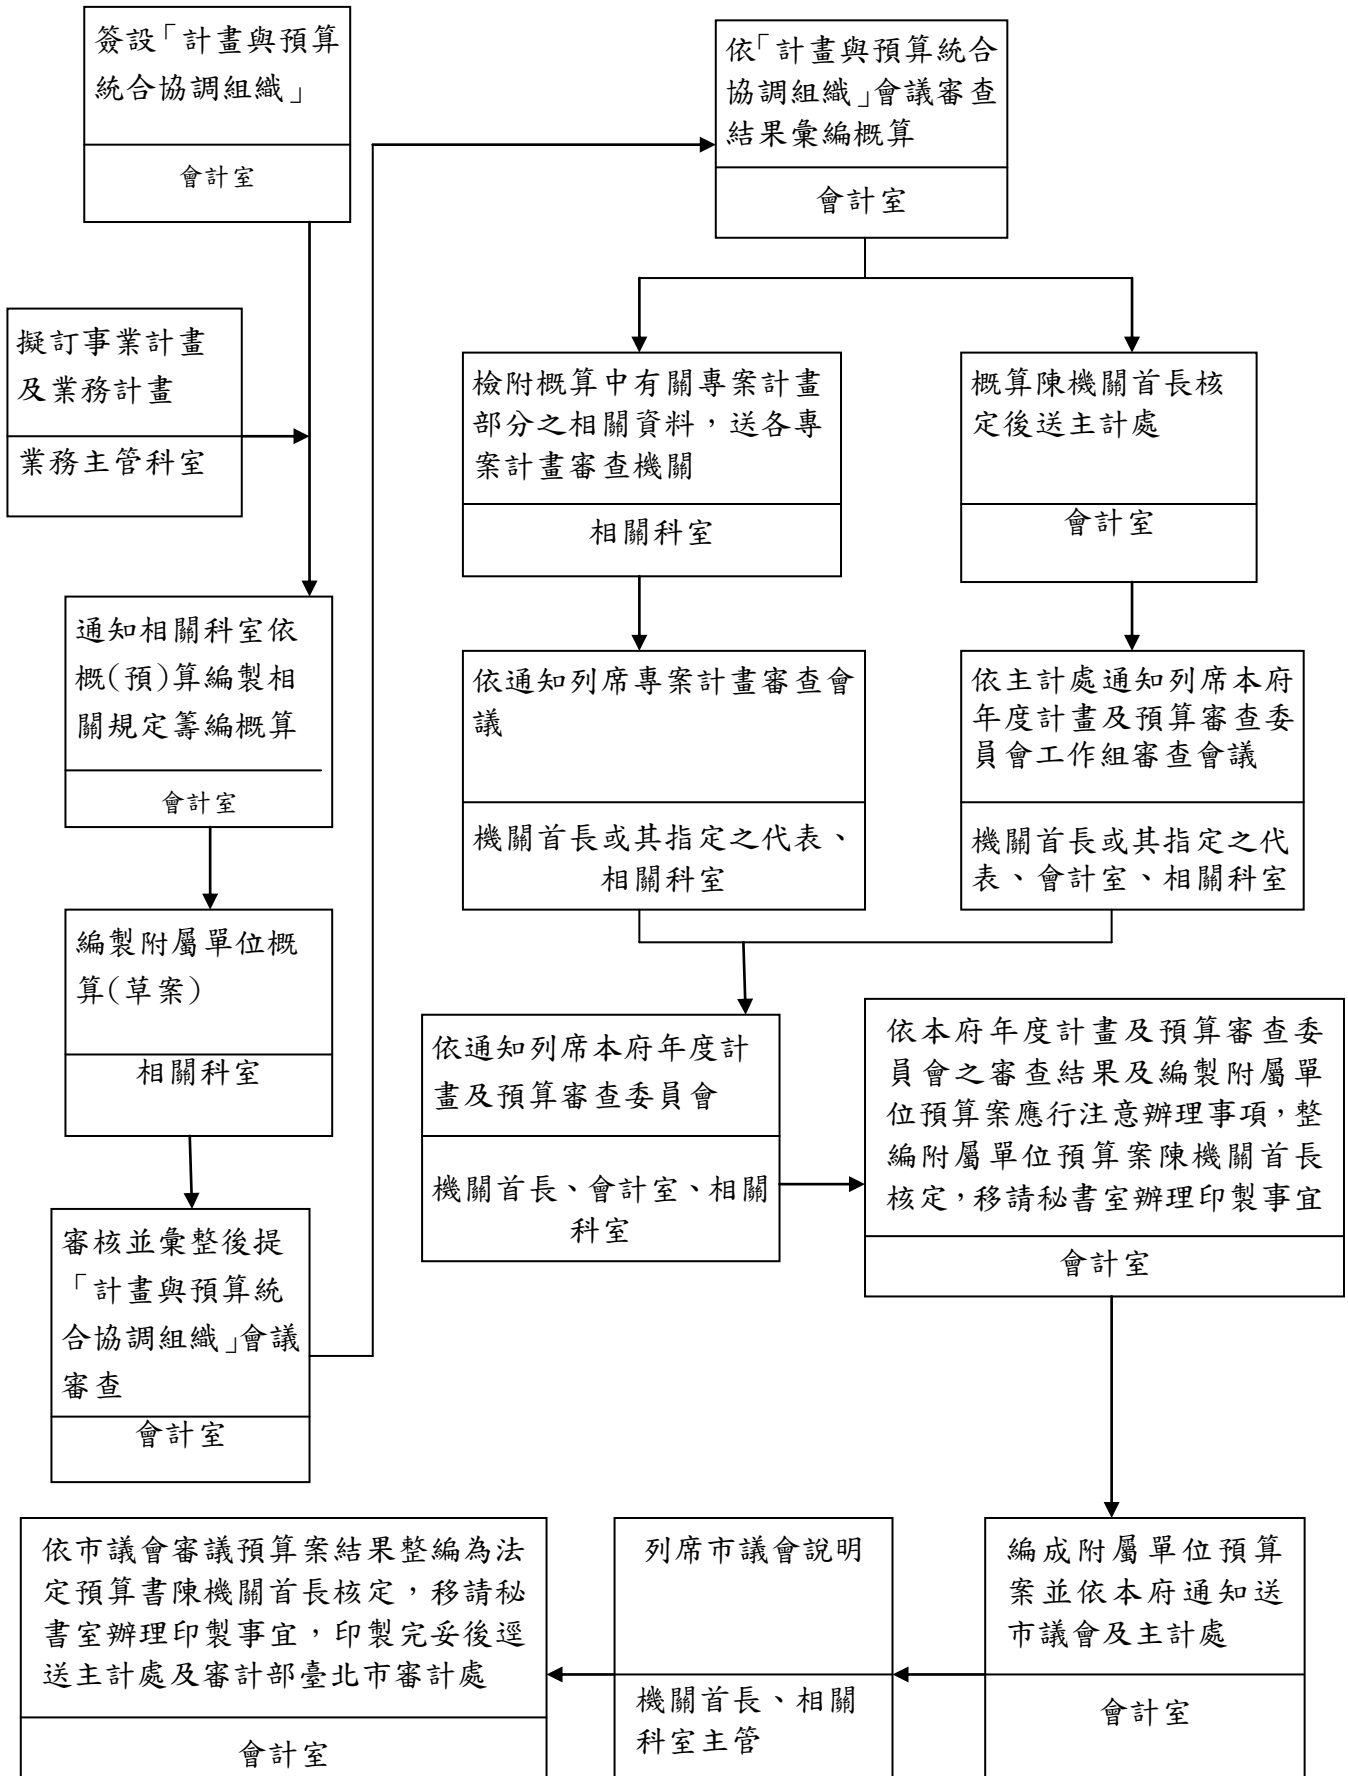 簽設「計畫與預算
統合協調組織」
會計室
擬訂事業計畫
及業務計畫
業務主管科室
通知相關科室依
概(預)算編製相
關規定籌編概算
會計室
編製附屬單位概
算(草案)
相關科室
審核並彙整後提
「計畫與預算統
合協調組織」會議
審查
會計室
依「計畫與預算統合
協調組織」會議審查
結果彙編概算
會計室
檢附概算中有關專案計畫
部分之相關資料，送各專
案計畫審查機關
相關科室
概算陳機關首長核
定後送主計處
會計室
依通知列席專案計畫審查會
議
機關首長或其指定之代表、
相關科室
依主計處通知列席本府
年度計畫及預算審查委
員會工作組審查會議
機關首長或其指定之代
表、會計室、相關科室
依通知列席本府年度計
畫及預算審查委員會
機關首長、會計室、相關
科室
依本府年度計畫及預算審查委
員會之審查結果及編製附屬單
位預算案應行注意辦理事項，整
編附屬單位預算案陳機關首長
核定，移請秘書室辦理印製事宜
會計室
編成附屬單位預算
案並依本府通知送
市議會及主計處
會計室
列席市議會說明
機關首長、相關
科室主管
依市議會審議預算案結果整編為法
定預算書陳機關首長核定，移請秘
書室辦理印製事宜，印製完妥後逕
送主計處及審計部臺北市審計處
會計室